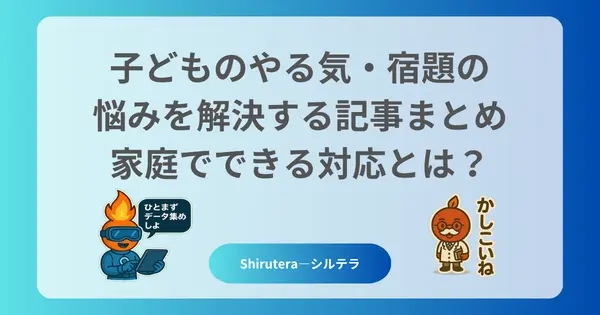 子どものやる気・宿題の
悩みを解決する記事まとめ
家庭でできる対応とは？
ひとまず
データ集め
しよ
かしこいね
Shirutera—シルテラ